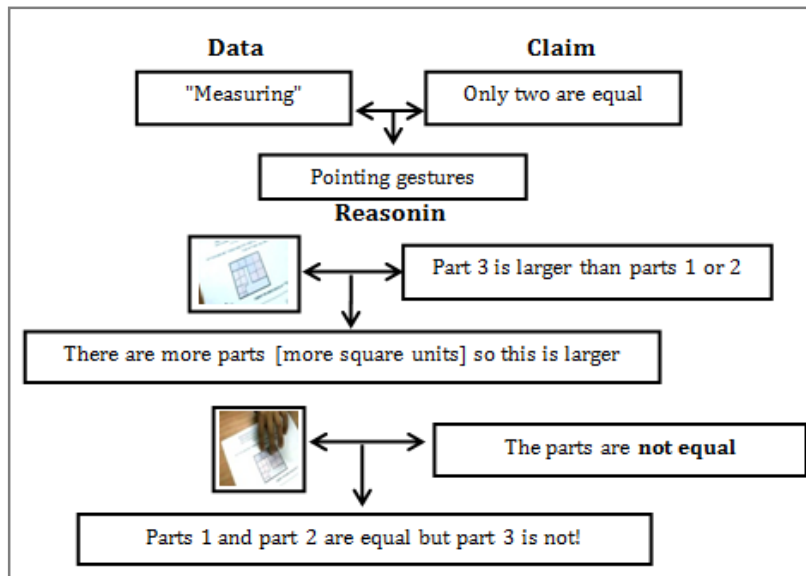 Data Claim
"Measuring" Only two are equal
Pointing gestures
Reasonin
Part 3 is larger than parts 1 or 2
There are more parts [more square units] so this is larger
The parts are not equal
Parts 1 and part 2 are equal but part 3 is not!